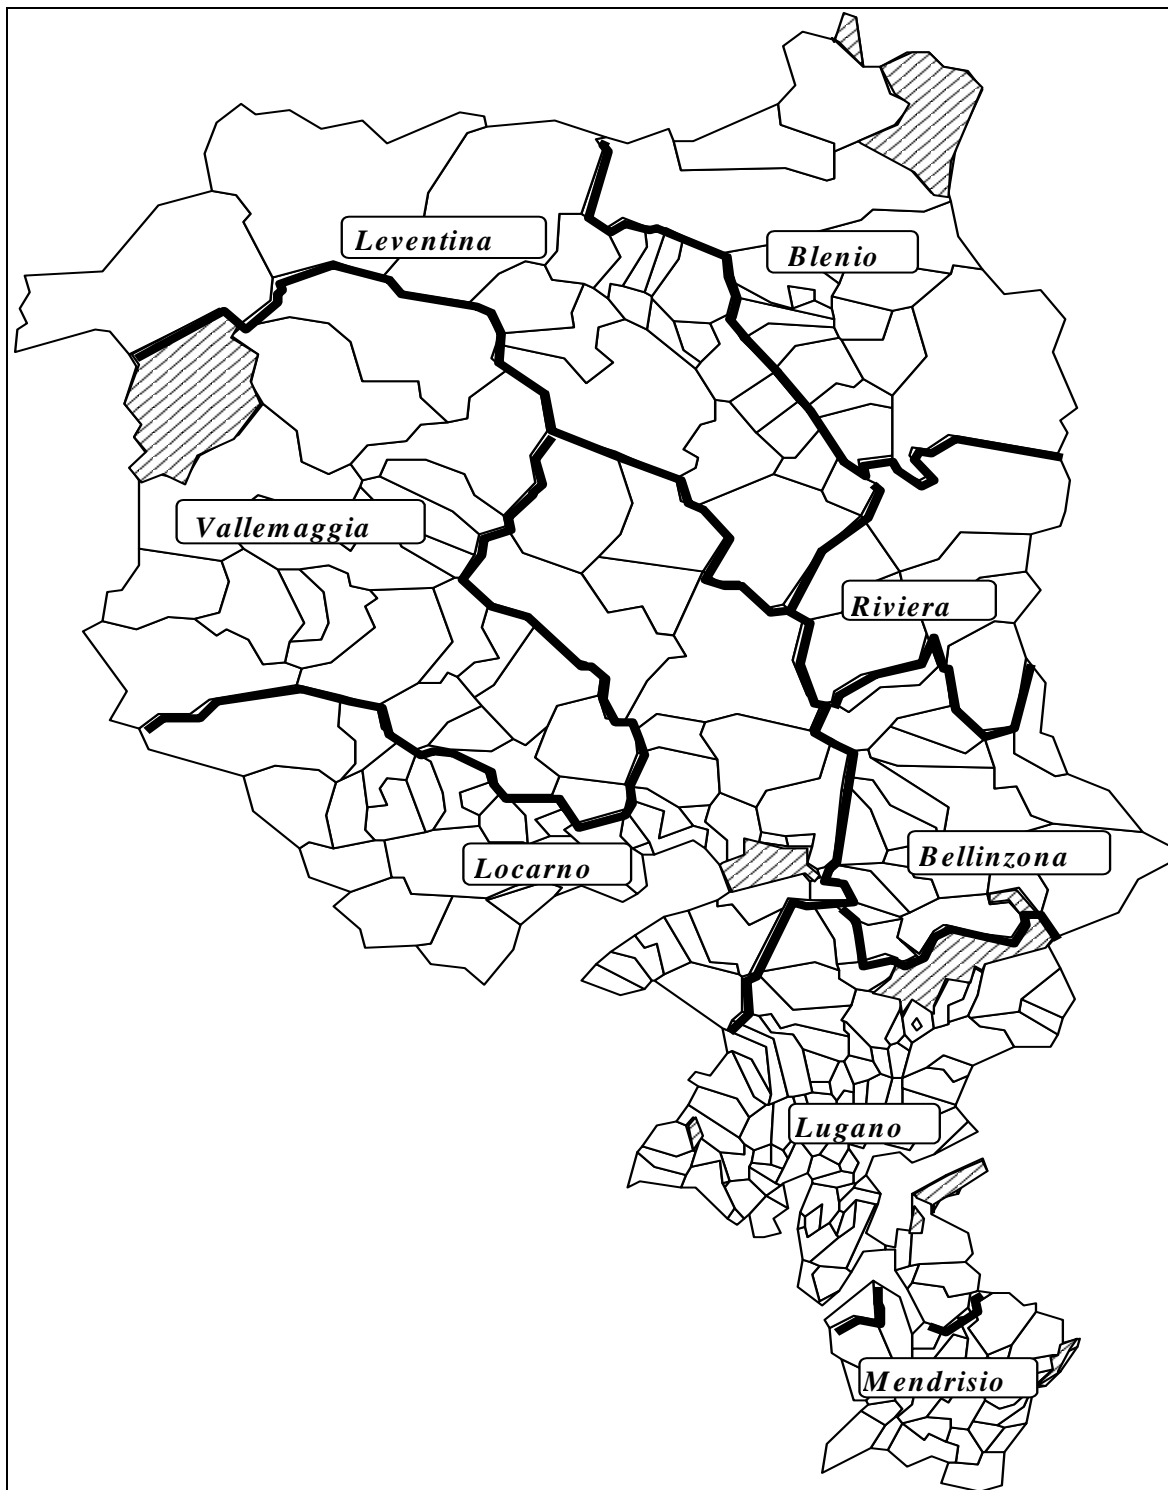 Leventina
Blenio
Vallemaggia
Riviera
Locarno
Bellinzona
Lugano
Mendrisio